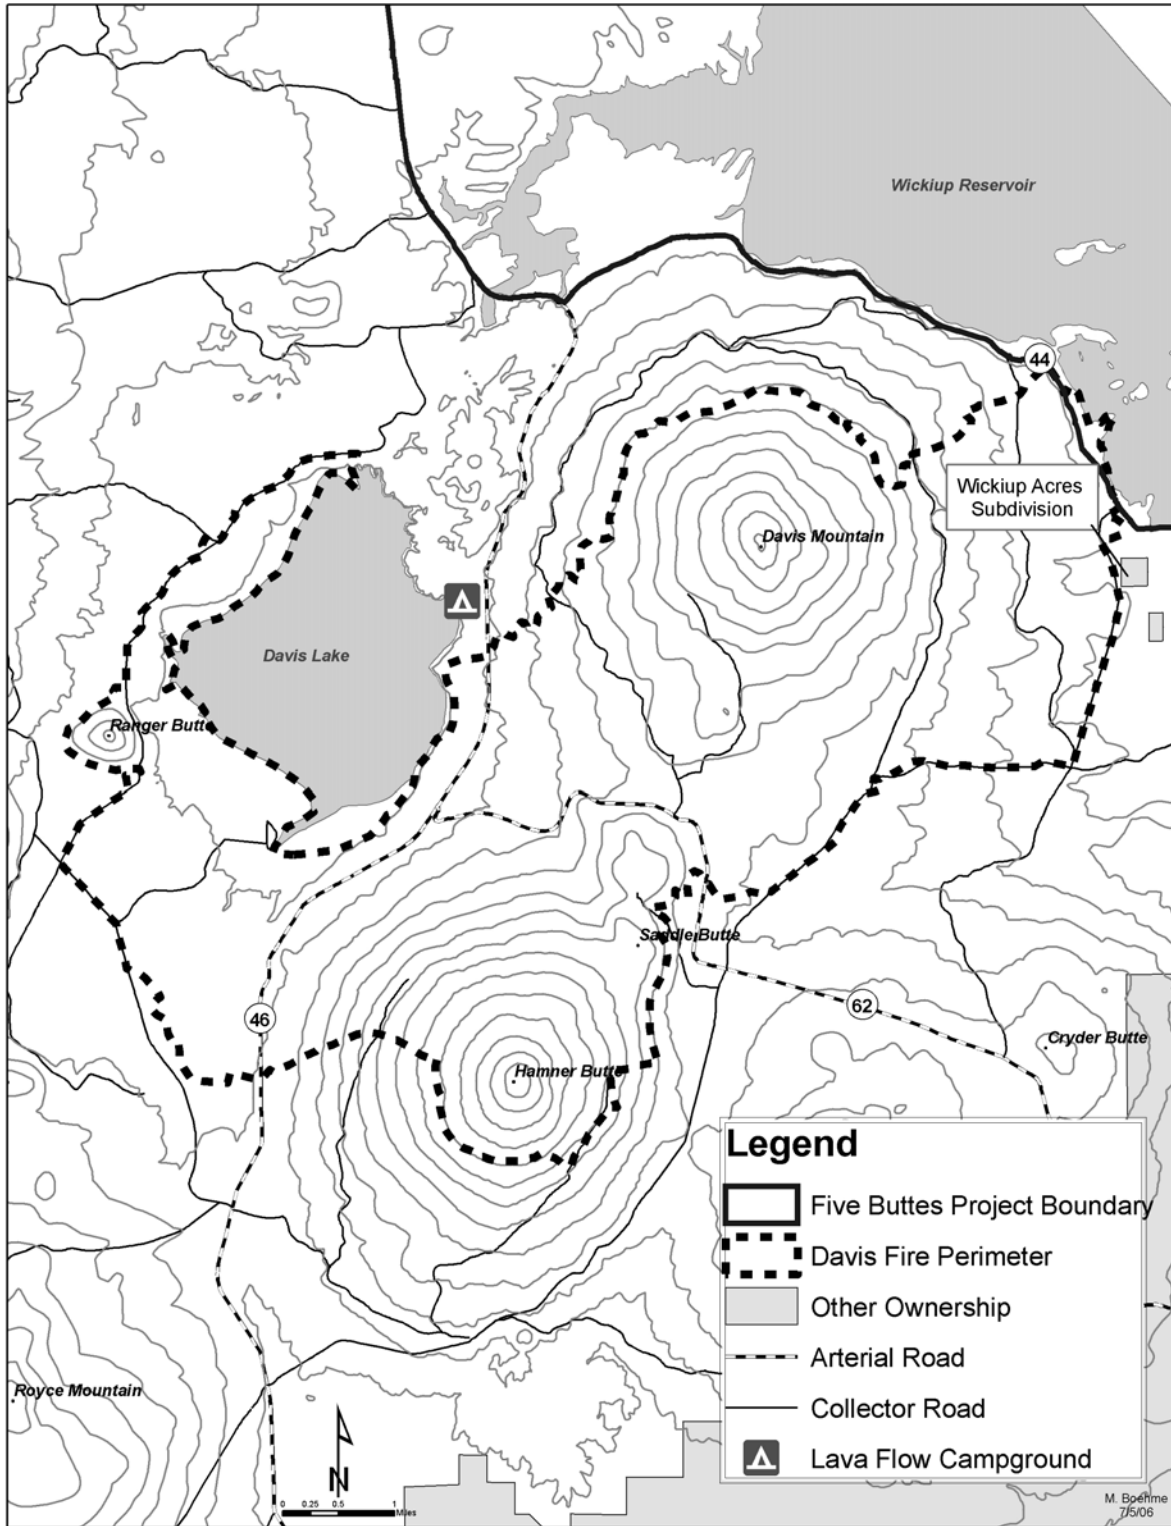 Wickiup Reservoir
44
Wickiup Acres
Subdivision
Davis Mountain
Davis Lake
Ranger Butte
Saddle Butte
46
62
Cryder Butte
Hamner Butte
Legend
Five Buttes Project Boundary
Davis Fire Perimeter
Other Ownership
Arterial Road
Collector Road
Lava Flow Campground
Royce Mountain
N
0 0.25 0.5 1
Miles
M. Boehme
7/5/06